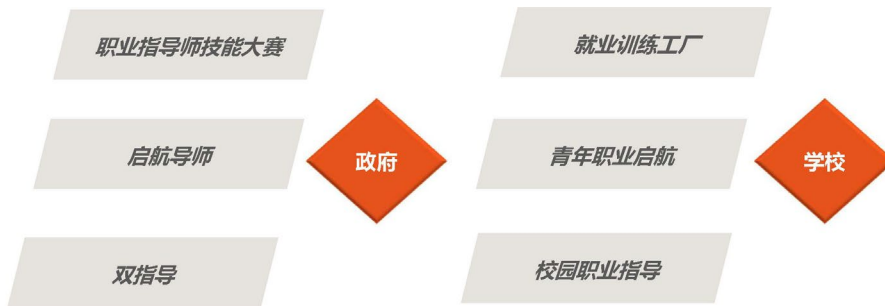 职业指导师技能大赛
启航导师
政府
双指导
就业训练工厂
青年职业启航
学校
校园职业指导